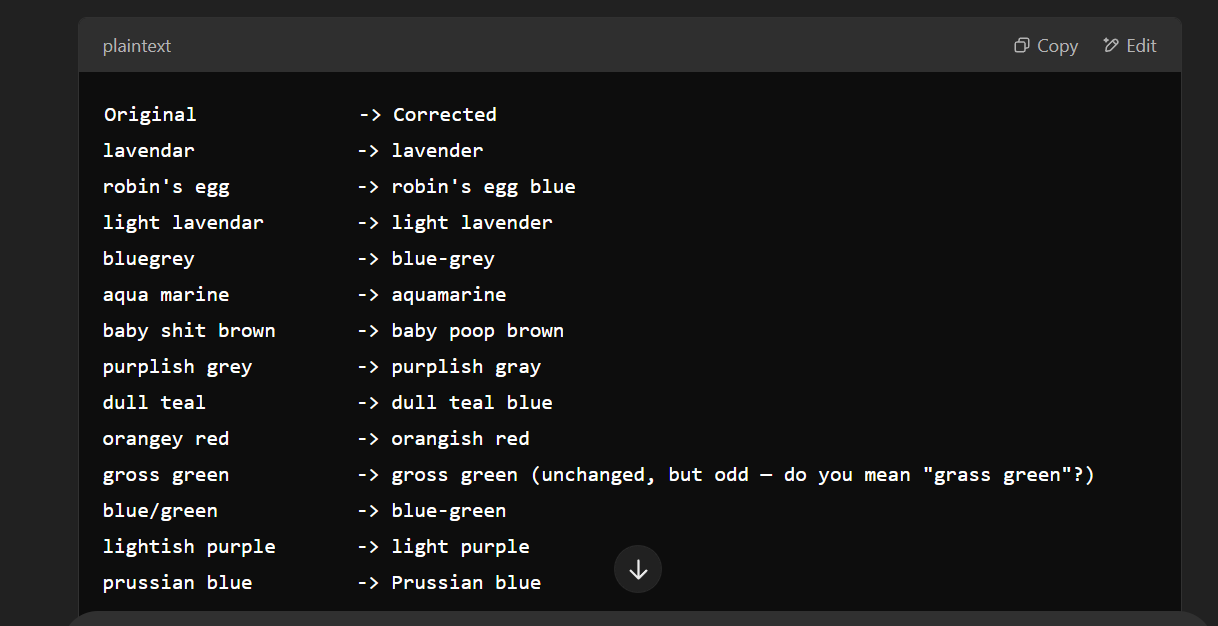 plaintext Copy Edit
Original -> Corrected
lavendar -> lavender
robin's egg -> robin's egg blue
light lavendar -> light lavender
bluegrey -> blue-grey
aqua marine -> aquamarine
baby shit brown -> baby poop brown
purplish grey -> purplish gray
dull teal -> dull teal blue
orangey red -> orangish red
gross green -> gross green (unchanged, but odd — do you mean "grass green"?)
blue/green -> blue-green
lightish purple -> light purple
prussian blue -> Prussian blue